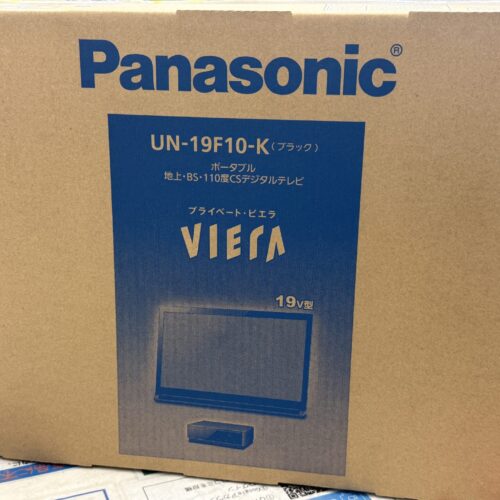 Panasonic®
UN-19F10-K（ブラック）
ポータブル
地上・BS・110度CSデジタルテレビ
プライベート・ビエラ
VIERA
19V型